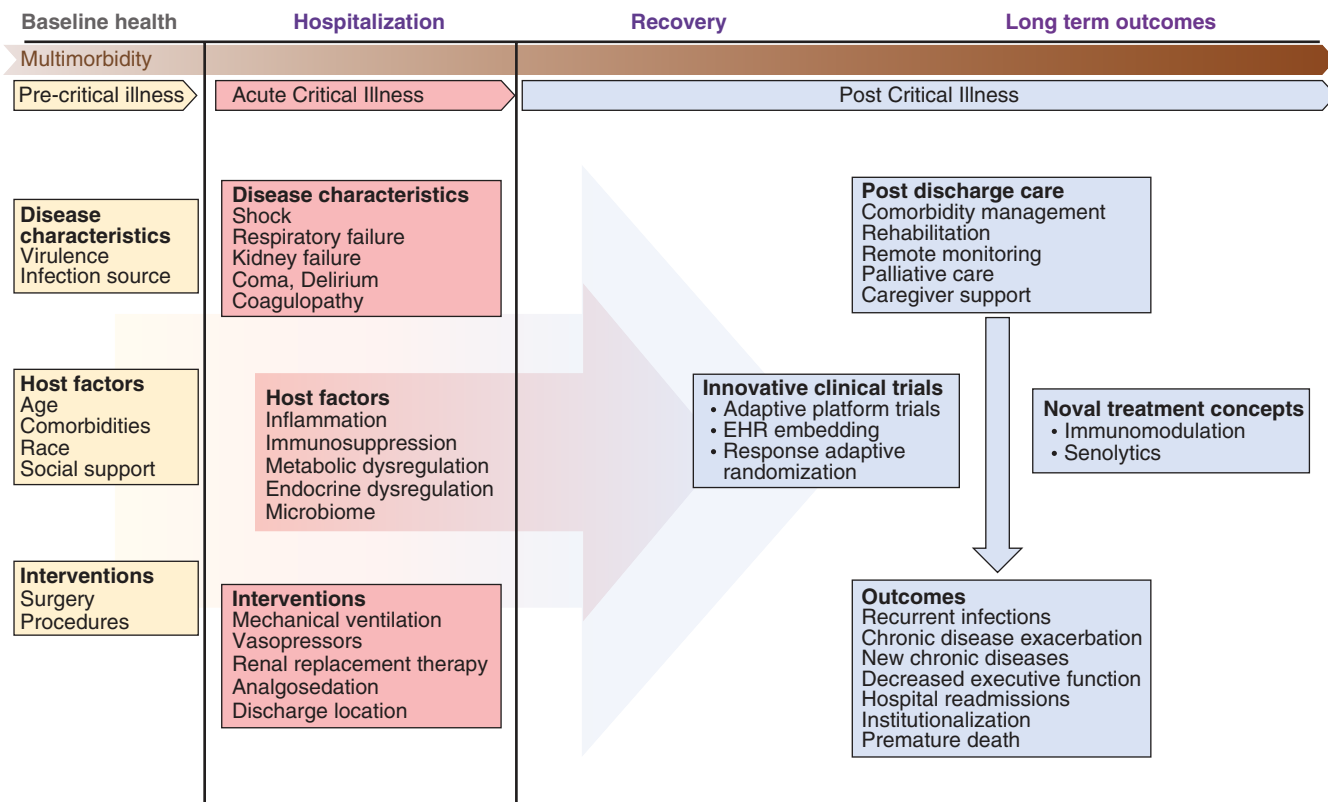 Baseline health
Hospitalization
Recovery
Long term outcomes
Multimorbidity
Pre-critical illness
Acute Critical Illness
Post Critical Illness
Disease
characteristics
Virulence
Infection source
Host factors
Age
Comorbidities
Race
Social support
Interventions
Surgery
Procedures
Disease characteristics
Shock
Respiratory failure
Kidney failure
Coma, Delirium
Coagulopathy
Host factors
Inflammation
Immunosuppression
Metabolic dysregulation
Endocrine dysregulation
Microbiome
Interventions
Mechanical ventilation
Vasopressors
Renal replacement therapy
Analgosedation
Discharge location
Post discharge care
Comorbidity management
Rehabilitation
Remote monitoring
Palliative care
Caregiver support
Innovative clinical trials
• Adaptive platform trials
• EHR embedding
• Response adaptive
randomization
Noval treatment concepts
• Immunomodulation
• Senolytics
Outcomes
Recurrent infections
Chronic disease exacerbation
New chronic diseases
Decreased executive function
Hospital readmissions
Institutionalization
Premature death